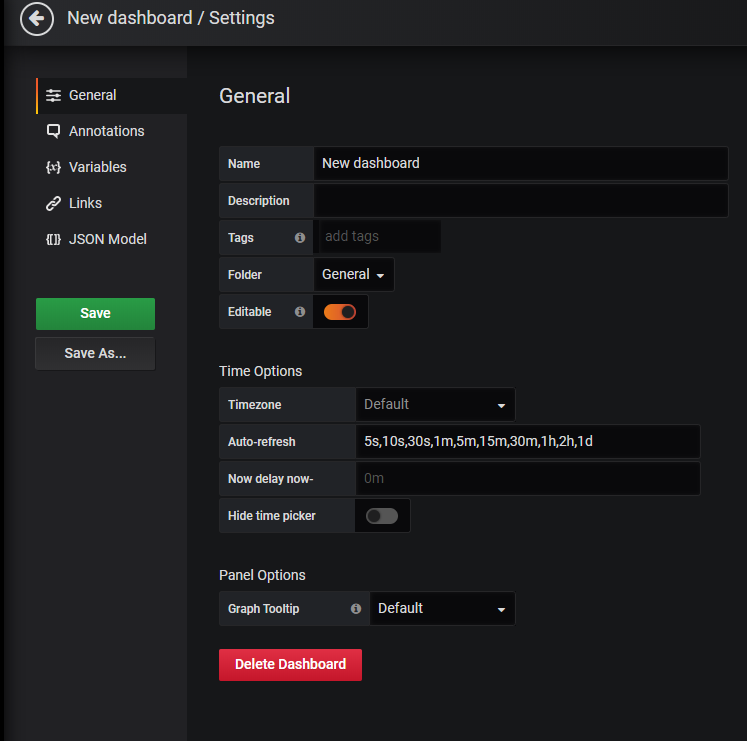 New dashboard / Settings
General
Annotations
Variables
Links
JSON Model
Save
Save As...
General
Name New dashboard
Description
Tags add tags
Folder General
Editable
Time Options
Timezone Default
Auto-refresh 5s,10s,30s,1m,5m,15m,30m,1h,2h,1d
Now delay now- 0m
Hide time picker
Panel Options
Graph Tooltip Default
Delete Dashboard